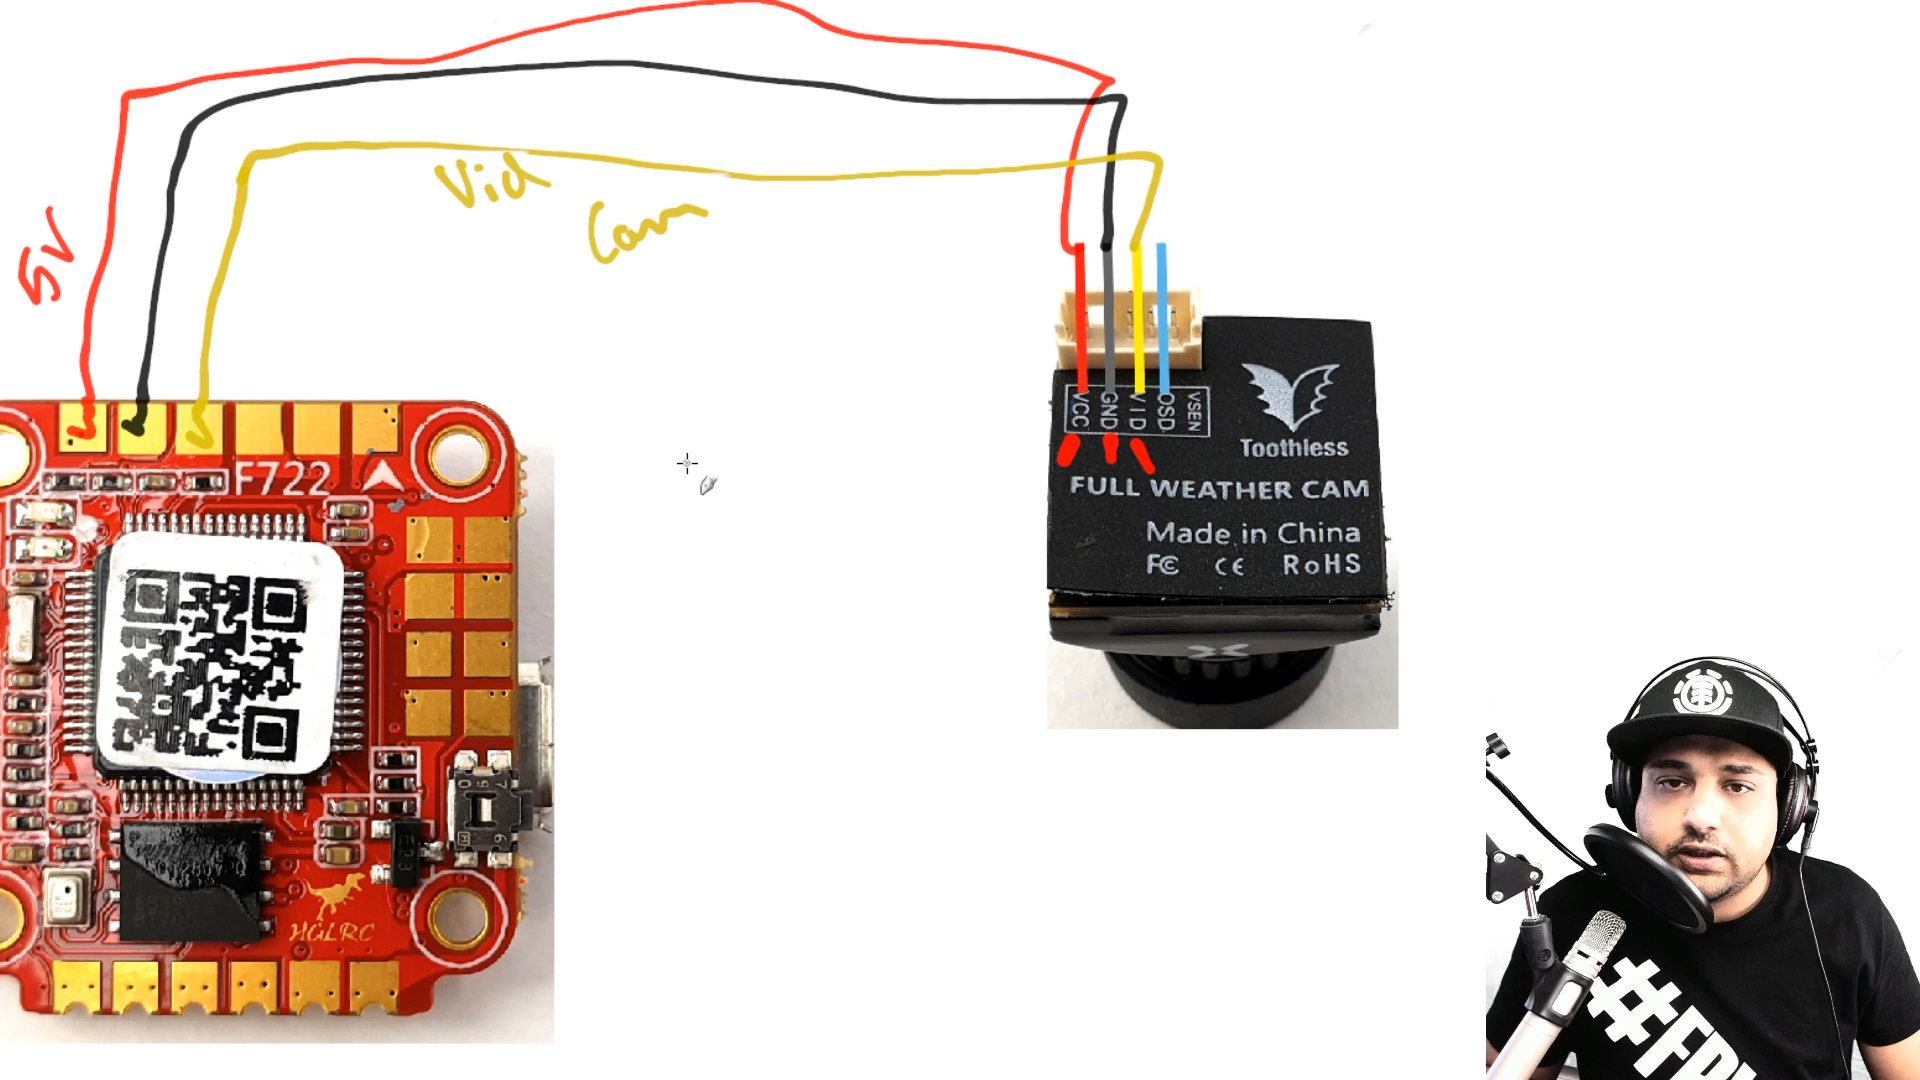 5v
Vid
Cam
VCC
GND
VID
OSD
VSEN
Toothless
FULL WEATHER CAM
Made in China
FC CE RoHS
F722
HGLRC
#FP